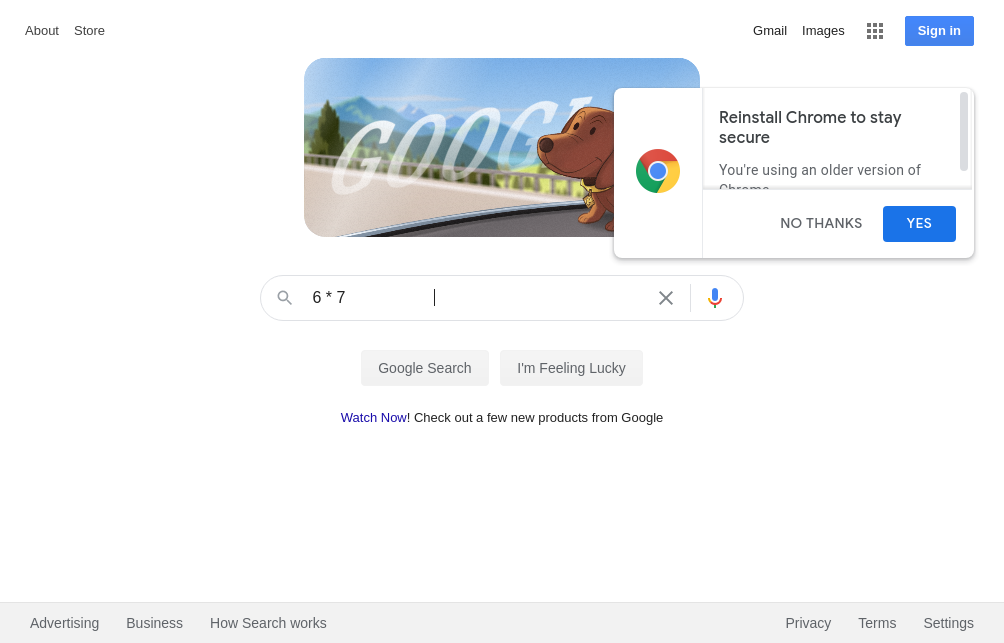 About Store Gmail Images Sign in
GOOGL
Reinstall Chrome to stay
secure
You're using an older version of
Chrome
NO THANKS YES
6 * 7
Google Search I'm Feeling Lucky
Watch Now! Check out a few new products from Google
Advertising Business How Search works Privacy Terms Settings